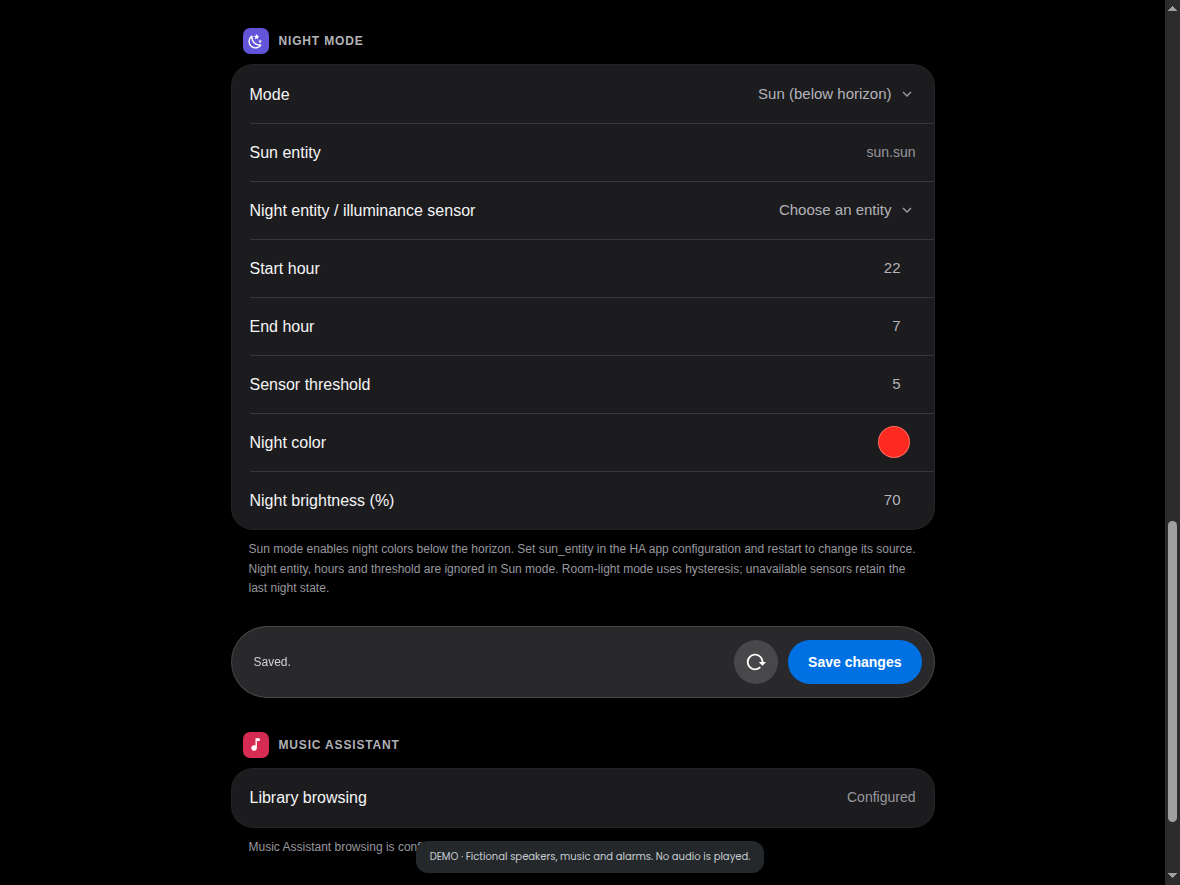 NIGHT MODE
Mode
Sun (below horizon)
Sun entity
sun.sun
Night entity / illuminance sensor
Choose an entity
Start hour
22
End hour
7
Sensor threshold
5
Night color
Night brightness (%)
70
Sun mode enables night colors below the horizon. Set sun_entity in the HA app configuration and restart to change its source.
Night entity, hours and threshold are ignored in Sun mode. Room-light mode uses hysteresis; unavailable sensors retain the
last night state.
Saved.
Save changes
MUSIC ASSISTANT
Library browsing
Configured
Music Assistant browsing is
DEMO · Fictional speakers, music and alarms. No audio is played.